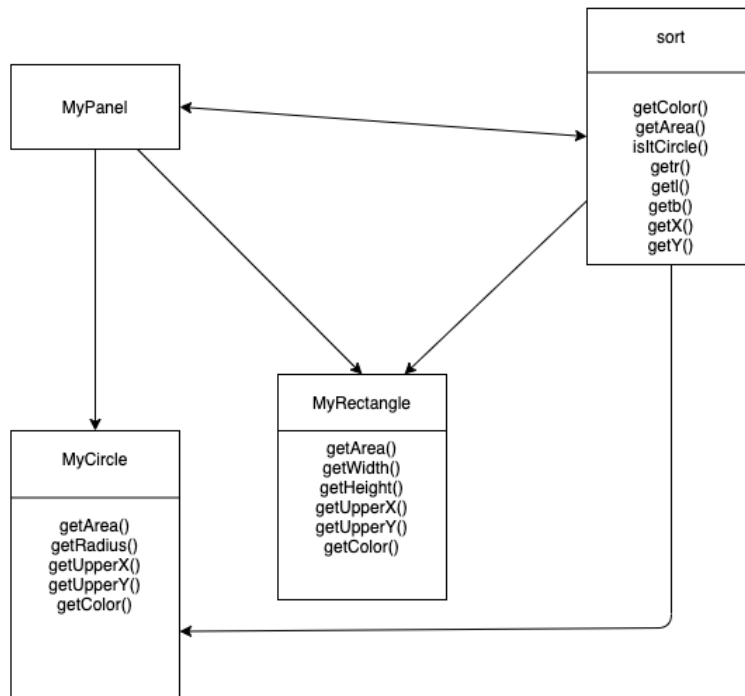 sort
getColor()
getArea()
isItCircle()
getr()
getl()
getb()
getX()
getY()
MyPanel
MyRectangle
getArea()
getWidth()
getHeight()
getUpperX()
getUpperY()
getColor()
MyCircle
getArea()
getRadius()
getUpperX()
getUpperY()
getColor()